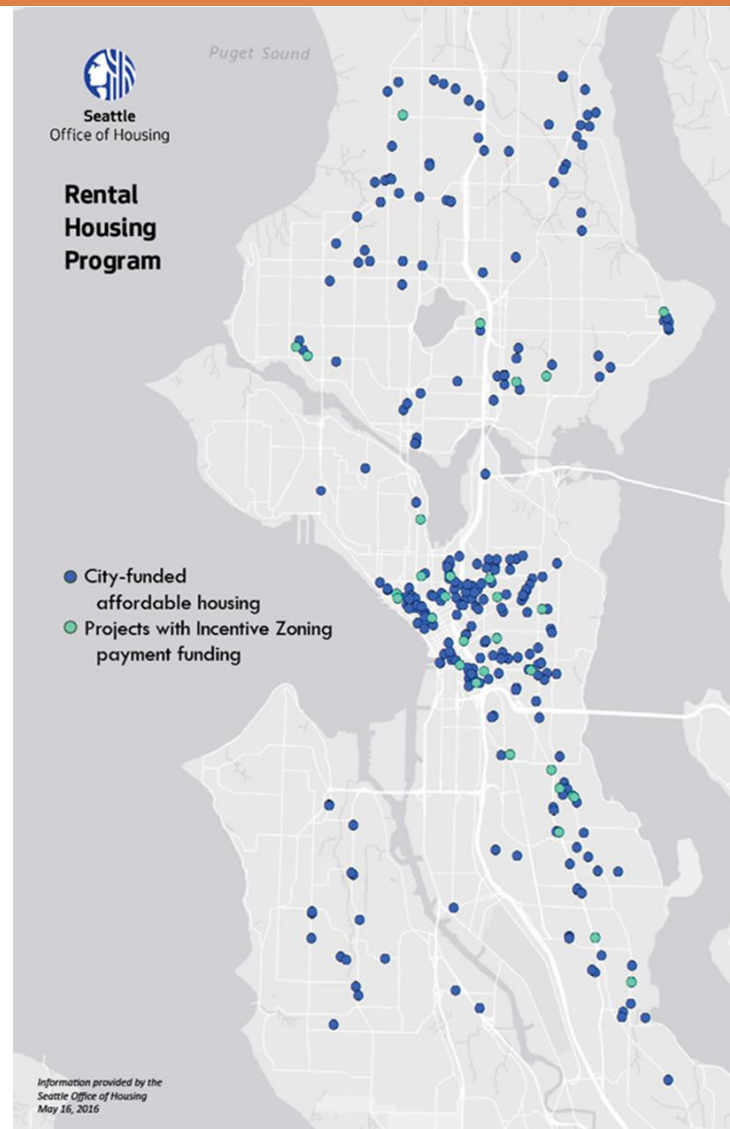 Puget Sound
Seattle
Office of Housing
Rental
Housing
Program
City-funded
affordable housing
Projects with Incentive Zoning
payment funding
Information provided by the
Seattle Office of Housing
May 16, 2016